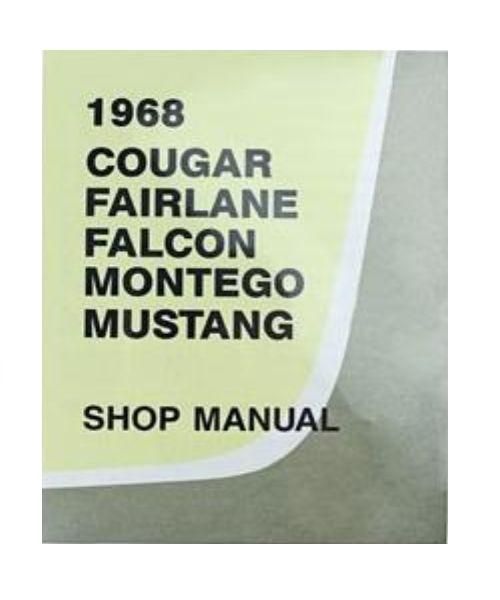 1968
COUGAR
FAIRLANE
FALCON
MONTEGO
MUSTANG
SHOP MANUAL